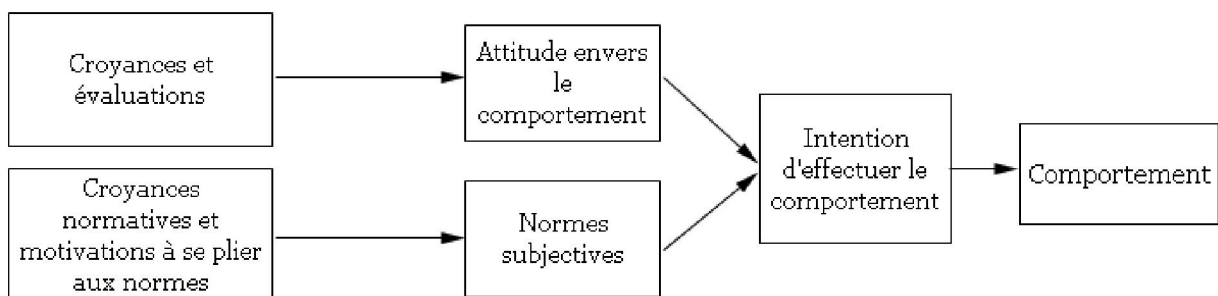 Croyances et
évaluations
Attitude envers
le
comportement
Croyances
normatives et
motivations à se plier
aux normes
Normes
subjectives
Intention
d'effectuer le
comportement
Comportement